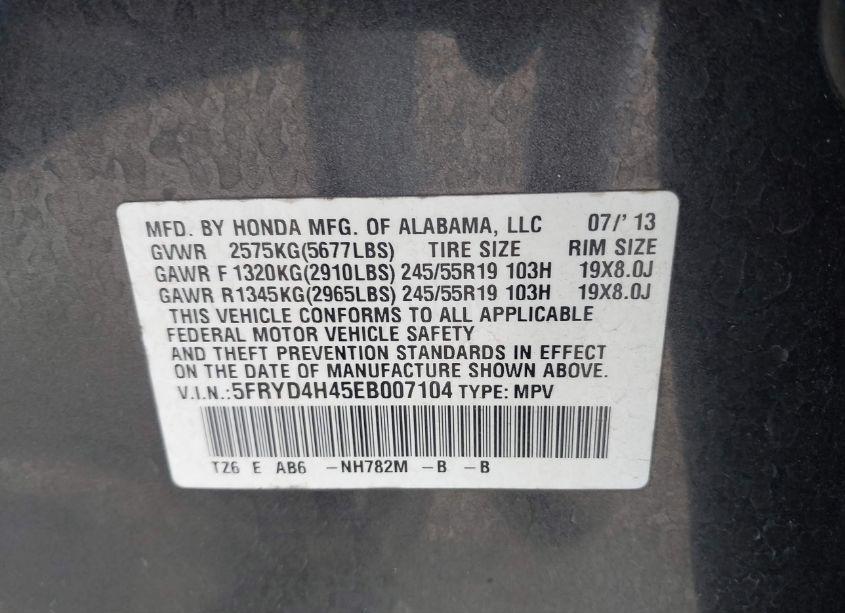 MFD. BY HONDA MFG. OF ALABAMA, LLC 07/' 13
GVWR 2575KG(5677LBS) TIRE SIZE RIM SIZE
GAWR F 1320KG(2910LBS) 245/55R19 103H 19X8.0J
GAWR R1345KG(2965LBS) 245/55R19 103H 19X8.0J
THIS VEHICLE CONFORMS TO ALL APPLICABLE
FEDERAL MOTOR VEHICLE SAFETY
AND THEFT PREVENTION STANDARDS IN EFFECT
ON THE DATE OF MANUFACTURE SHOWN ABOVE.
V.I.N.:5FRYD4H45EB007104 TYPE: MPV
TZ6 E AB6 -NH782M -B -B